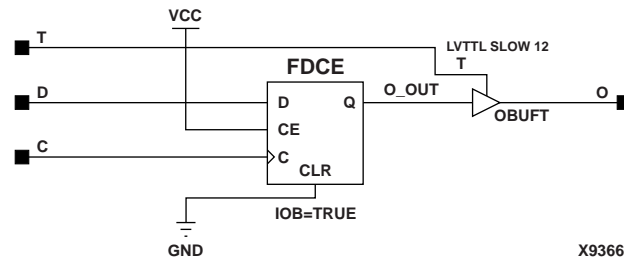 VCC
T
LVTTL SLOW 12
T
FDCE
D
D
Q
O_OUT
O
CE
OBUFT
C
C
CLR
IOB=TRUE
GND
X9366